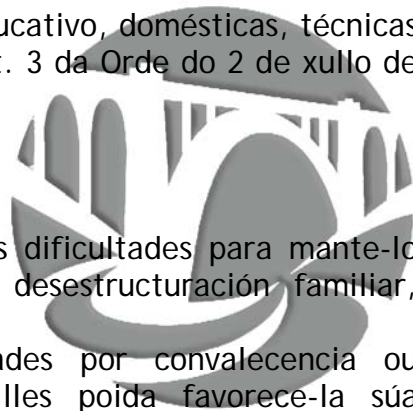 ucativo, domésticas, técnicas
. 3 da Orde do 2 de xullo de
s dificultades para mante-lo
desestructuración familiar,
ades por convalecencia ou
lles poida favorece-la súa